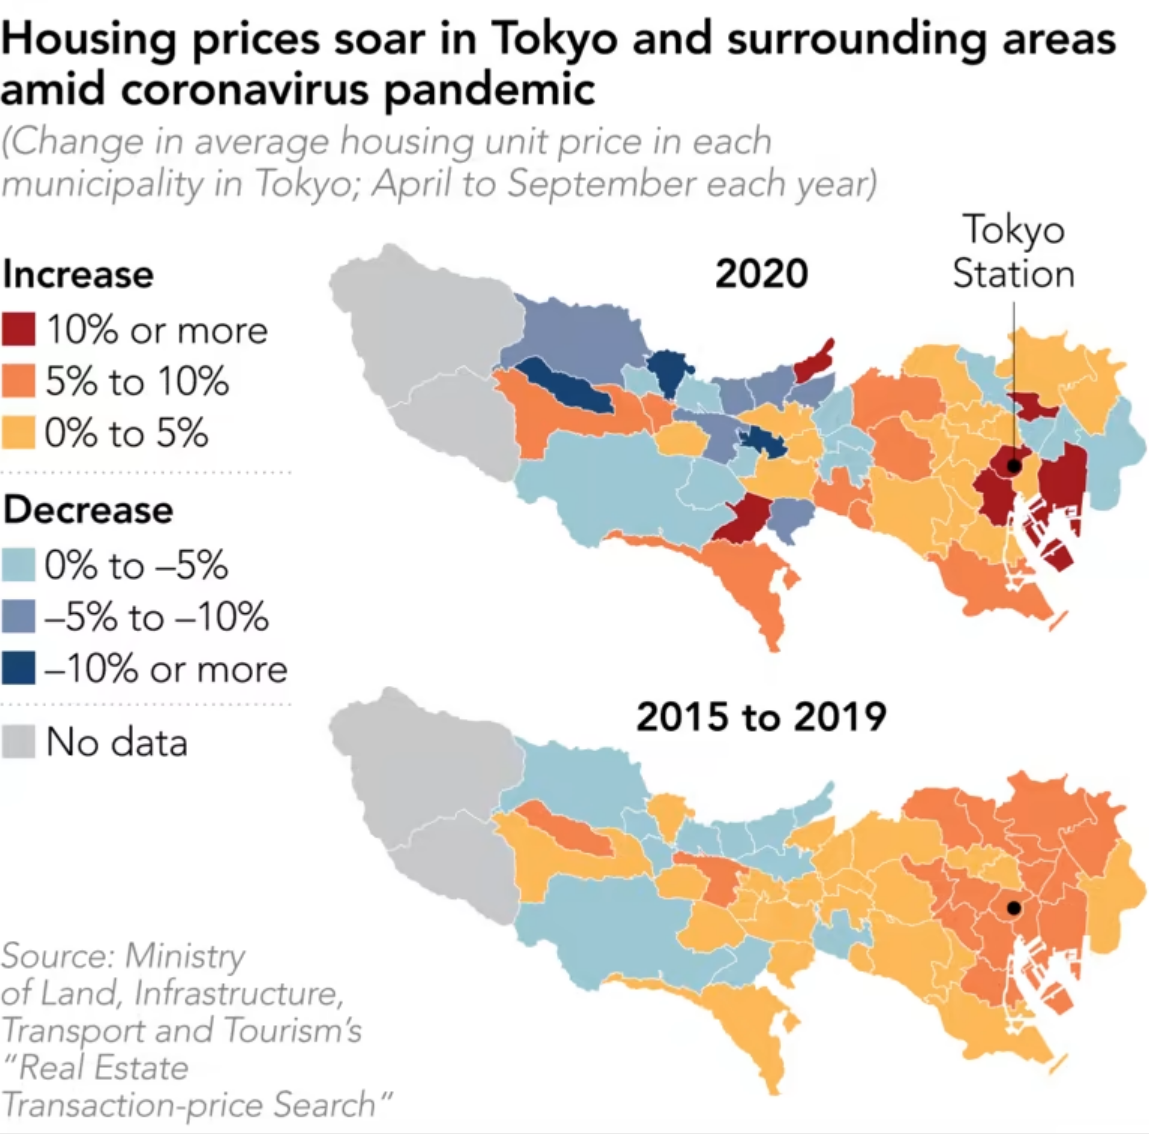 Housing prices soar in Tokyo and surrounding areas
amid coronavirus pandemic
(Change in average housing unit price in each
municipality in Tokyo; April to September each year)
Tokyo
Station
2020
Increase
10% or more
5% to 10%
0% to 5%
Decrease
0% to –5%
–5% to –10%
–10% or more
No data
2015 to 2019
Source: Ministry
of Land, Infrastructure,
Transport and Tourism’s
“Real Estate
Transaction-price Search”